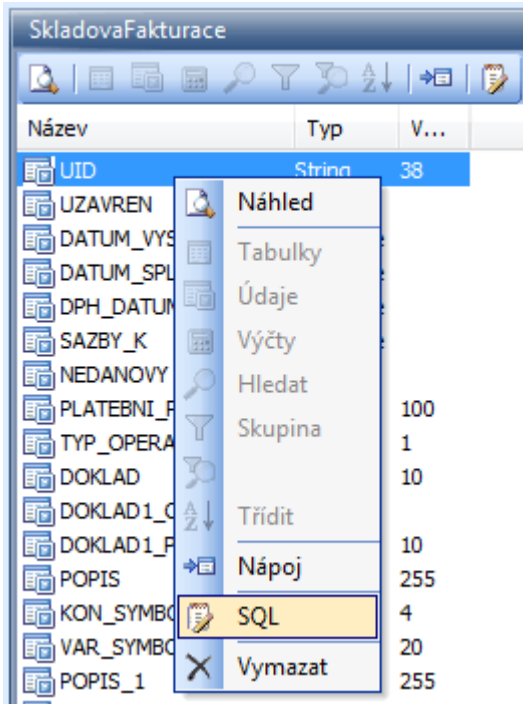 SkladovaFakturace
Název Typ V...
UID String 38
UZAVREN
DATUM_VYS
DATUM_SPL
DPH_DATUM
SAZBY_K
NEDANOVY
PLATEBNI_P 100
TYP_OPERA 1
DOKLAD 10
DOKLAD1_C
DOKLAD1_P 10
POPIS 255
KON_SYMBO 4
VAR_SYMBO 20
POPIS_1 255
Náhled
Tabulky
Údaje
Výčty
Hledat
Skupina
Třídit
Nápoj
SQL
Vymazat